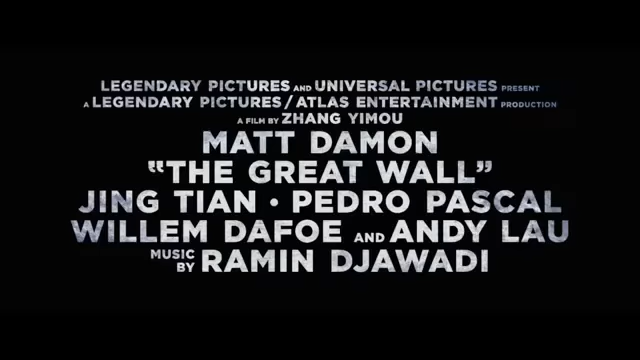 LEGENDARY PICTURES AND UNIVERSAL PICTURES PRESENT
A LEGENDARY PICTURES / ATLAS ENTERTAINMENT PRODUCTION
A FILM BY ZHANG YIMOU
MATT DAMON
“THE GREAT WALL”
JING TIAN • PEDRO PASCAL
WILLEM DAFOE AND ANDY LAU
MUSIC BY RAMIN DJAWADI